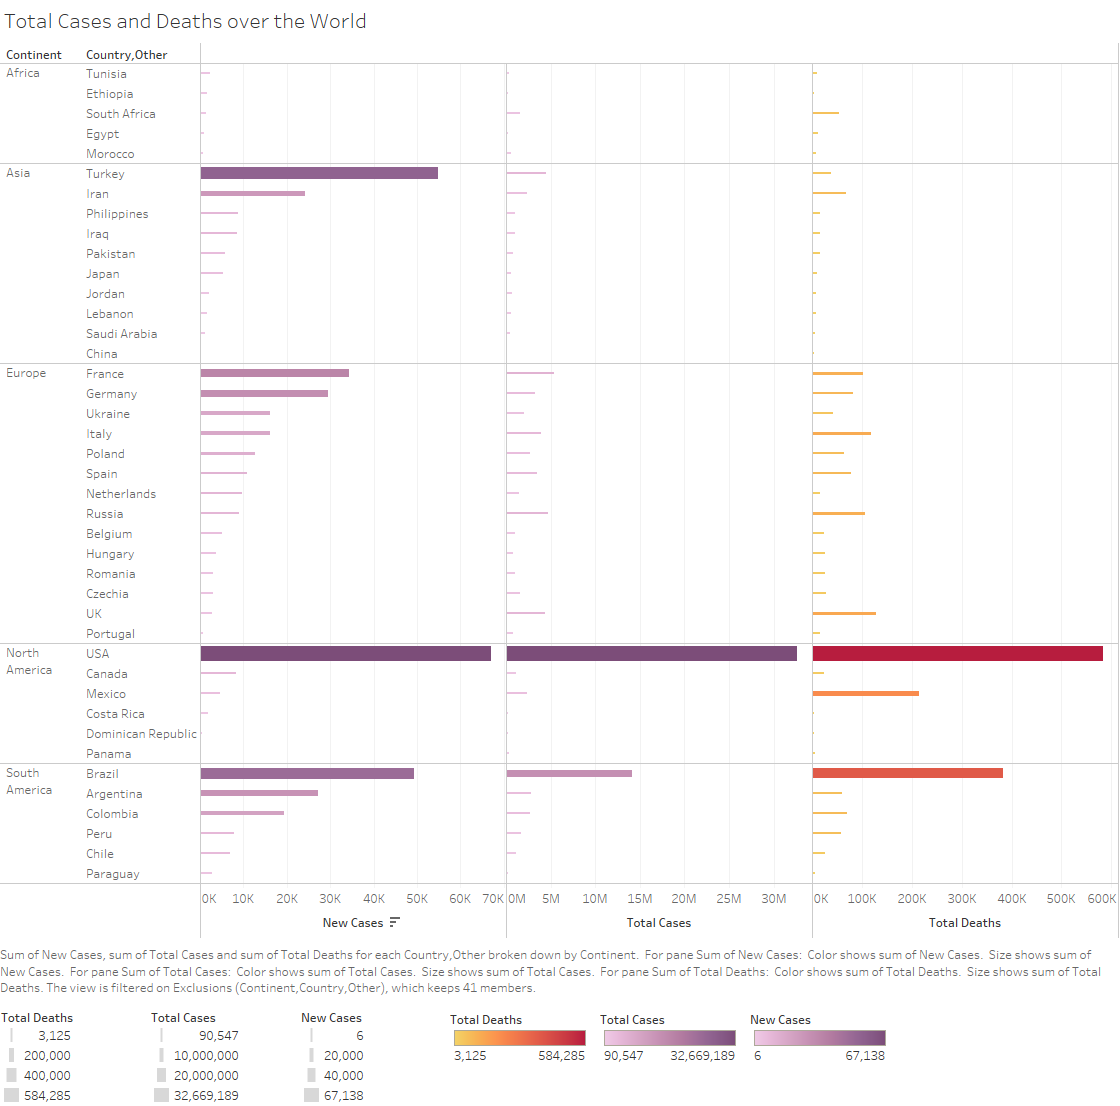 Total Cases and Deaths over the World
Continent Country,Other
Africa Tunisia
Ethiopia
South Africa
Egypt
Morocco
Asia Turkey
Iran
Philippines
Iraq
Pakistan
Japan
Jordan
Lebanon
Saudi Arabia
China
Europe France
Germany
Ukraine
Italy
Poland
Spain
Netherlands
Russia
Belgium
Hungary
Romania
Czechia
UK
Portugal
North America USA
Canada
Mexico
Costa Rica
Dominican Republic
Panama
South America Brazil
Argentina
Colombia
Peru
Chile
Paraguay
0K 10K 20K 30K 40K 50K 60K 70K 0M 5M 10M 15M 20M 25M 30M 0K 100K 200K 300K 400K 500K 600K
New Cases Total Cases Total Deaths
Sum of New Cases, sum of Total Cases and sum of Total Deaths for each Country,Other broken down by Continent. For pane Sum of New Cases: Color shows sum of New Cases. Size shows sum of
New Cases. For pane Sum of Total Cases: Color shows sum of Total Cases. Size shows sum of Total Cases. For pane Sum of Total Deaths: Color shows sum of Total Deaths. Size shows sum of Total
Deaths. The view is filtered on Exclusions (Continent,Country,Other), which keeps 41 members.
Total Deaths
3,125
200,000
400,000
584,285
Total Cases
90,547
10,000,000
20,000,000
32,669,189
New Cases
6
20,000
40,000
67,138
Total Deaths
3,125 584,285
Total Cases
90,547 32,669,189
New Cases
6 67,138